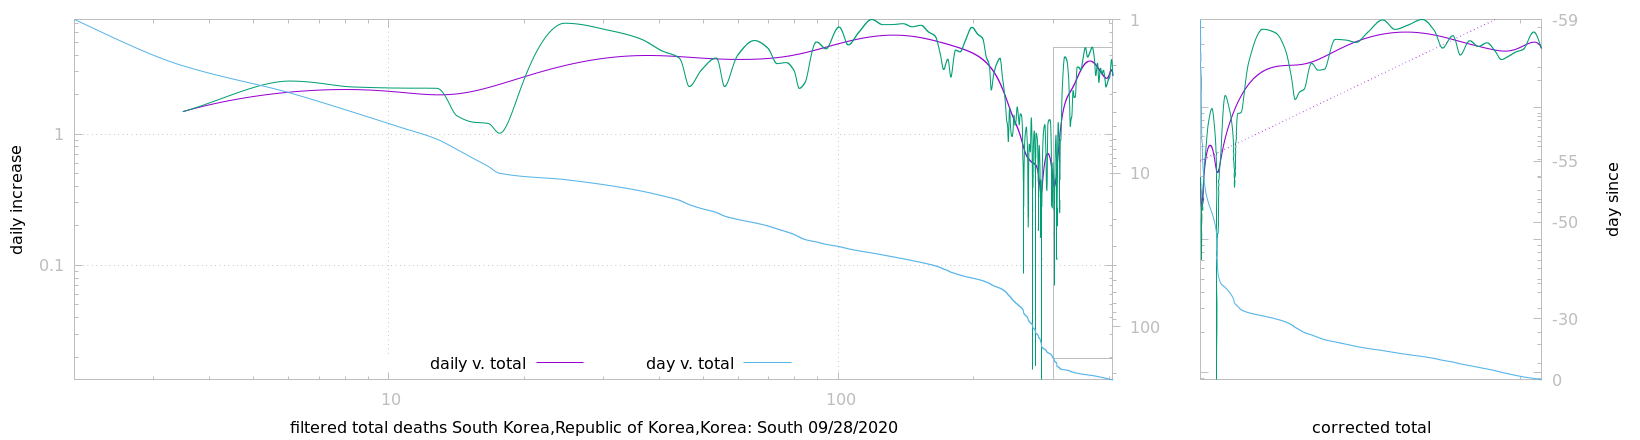 1
-59
1
10
-55
-50
0.1
100
-30
0
daily increase
day since
daily v. total
day v. total
10
100
filtered total deaths South Korea,Republic of Korea,Korea: South 09/28/2020
corrected total